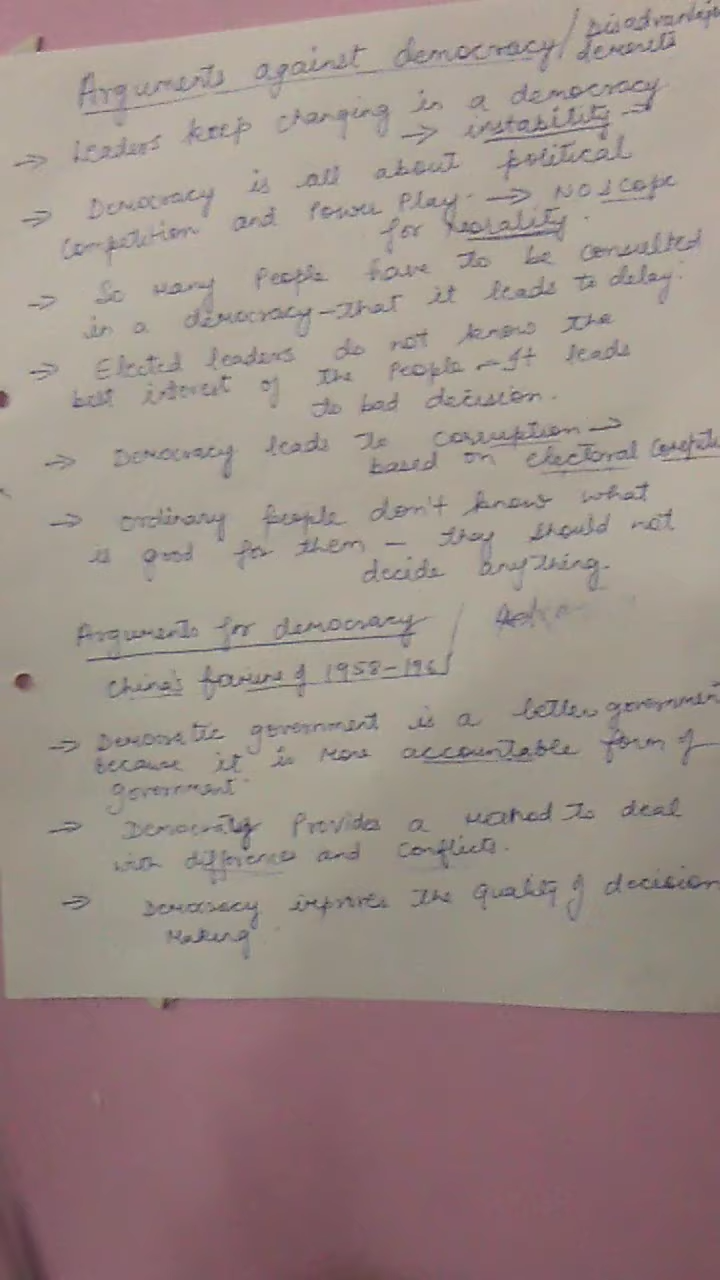 Arguments against democracy / Disadvantages
demerits
→ Leaders keep changing in a democracy
→ instability →
→ Democracy is all about political
Competition and Power Play. → NO scope
for morality.
→ So many People have to be consulted
in a democracy - That it leads to delay.
→ Elected leaders do not know the
best interest of the People - It leads
to bad decision.
→ Democracy leads to corruption →
based on electoral
→ ordinary people don't know what
is good for them - they should not
decide anything.
Arguments for democracy /
China's famine of 1958-1961
→ Democratic government is a better government
because it is more accountable form of
government.
→ Democracy Provides a method to deal
with difference and Conflicts.
→ Democracy improves the quality of decision
Making